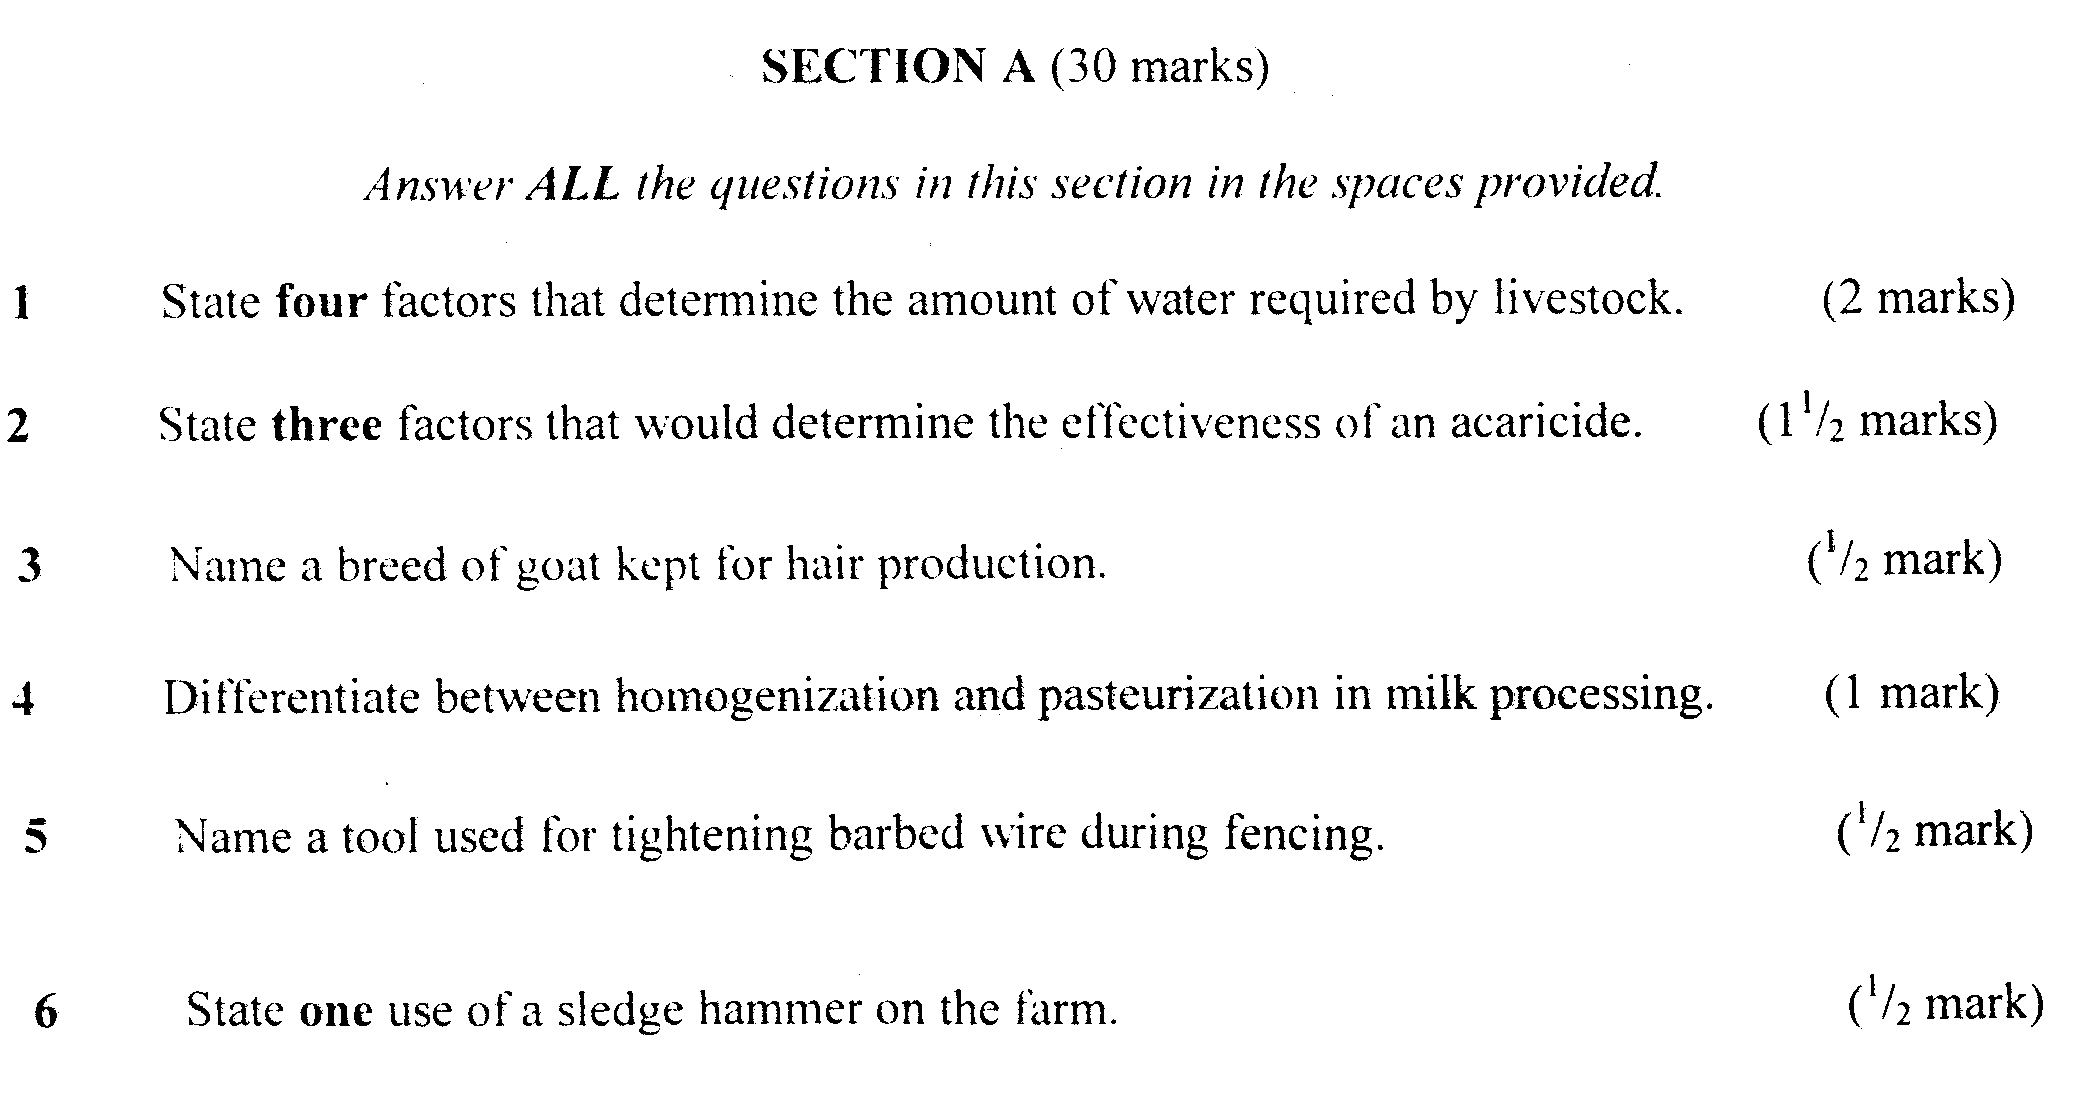 SECTION A (30 marks)
Answer ALL the questions in this section in the spaces provided.
1 State four factors that determine the amount of water required by livestock. (2 marks)
2 State three factors that would determine the effectiveness of an acaricide. (1 1/2 marks)
3 Name a breed of goat kept for hair production. (1/2 mark)
4 Differentiate between homogenization and pasteurization in milk processing. (1 mark)
5 Name a tool used for tightening barbed wire during fencing. (1/2 mark)
6 State one use of a sledge hammer on the farm. (1/2 mark)